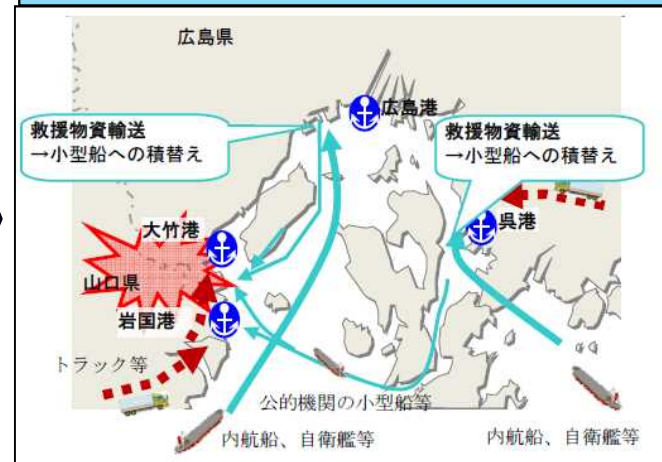 広島県
広島港
救援物資輸送
→小型船への積替え
救援物資輸送
→小型船への積替え
大竹港
呉港
山口県
岩国港
トラック等
公的機関の小型船等
内航船、自衛艦等
内航船、自衛艦等